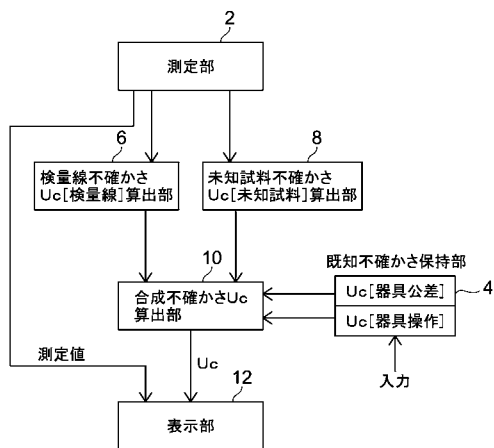 2
測定部
6
検量線不確かさ
Uc[検量線]算出部
8
未知試料不確かさ
Uc[未知試料]算出部
10
合成不確かさUc
算出部
既知不確かさ保持部
Uc[器具公差]
Uc[器具操作]
4
入力
測定値
Uc
12
表示部